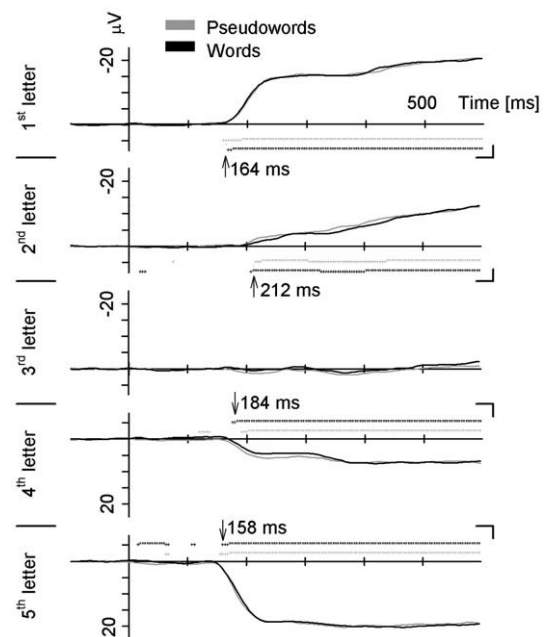 μV
Pseudowords
Words
-20
1st letter
500 Time [ms]
164 ms
-20
2nd letter
212 ms
-20
3rd letter
184 ms
4th letter
20
158 ms
5th letter
20